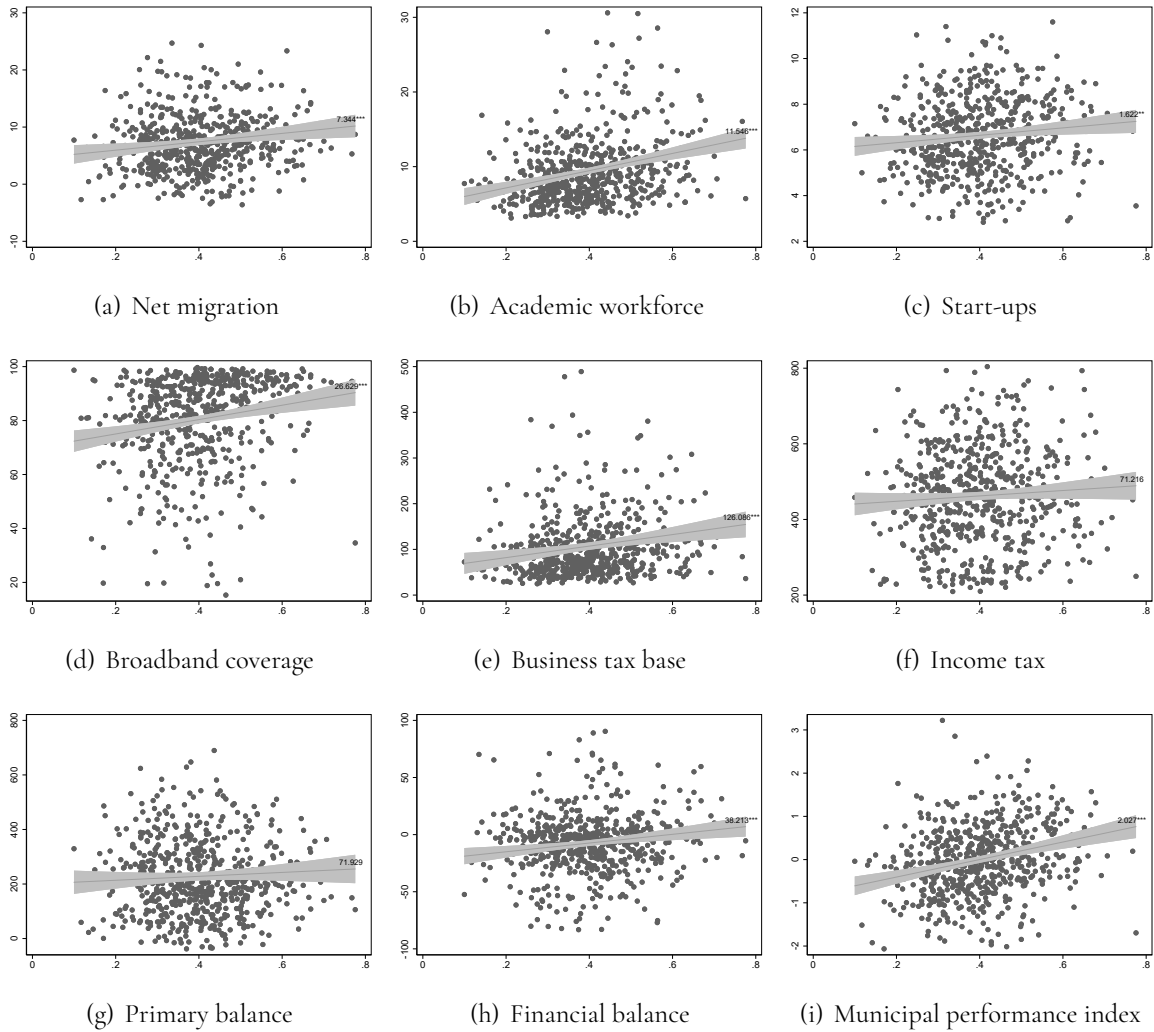 30 30 12
20 10 0 -10
7.344***
0 .2 .4 .6 .8
20 10 0
11.546***
0 .2 .4 .6 .8
10 8 6 4 2
1.622**
0 .2 .4 .6 .8
(a) Net migration (b) Academic workforce (c) Start-ups
100 80 60 40 20
26.629***
0 .2 .4 .6 .8
500 400 300 200 100 0
126.086***
0 .2 .4 .6 .8
800 600 400 200
71.216
0 .2 .4 .6 .8
(d) Broadband coverage (e) Business tax base (f) Income tax
800 600 400 200 0
71.929
0 .2 .4 .6 .8
100 50 0 -50 -100
38.213***
0 .2 .4 .6 .8
3 2 1 0 -1 -2
2.027***
0 .2 .4 .6 .8
(g) Primary balance (h) Financial balance (i) Municipal performance index